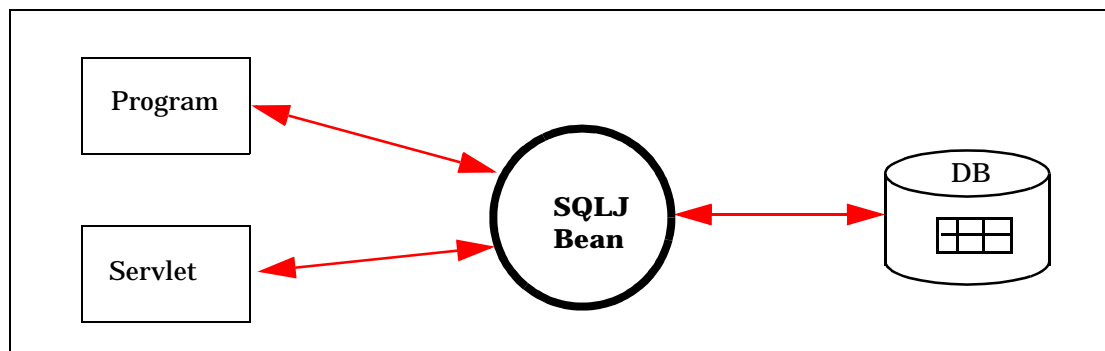 Program
Servlet
SQLJ
Bean
DB